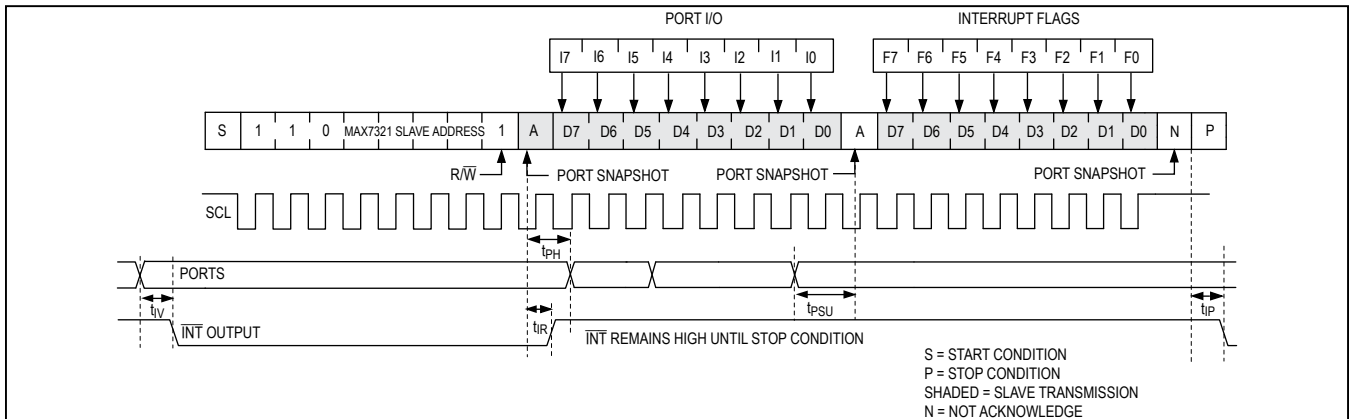 PORT I/O INTERRUPT FLAGS
I7 I6 I5 I4 I3 I2 I1 I0 F7 F6 F5 F4 F3 F2 F1 F0
S 1 1 0 MAX7321 SLAVE ADDRESS 1 A D7 D6 D5 D4 D3 D2 D1 D0 A D7 D6 D5 D4 D3 D2 D1 D0 N P
R/W̅ PORT SNAPSHOT PORT SNAPSHOT PORT SNAPSHOT
SCL
tPH
PORTS
tIV tIR tPSU tIP
I̅N̅T̅ OUTPUT I̅N̅T̅ REMAINS HIGH UNTIL STOP CONDITION
S = START CONDITION
P = STOP CONDITION
SHADED = SLAVE TRANSMISSION
N = NOT ACKNOWLEDGE